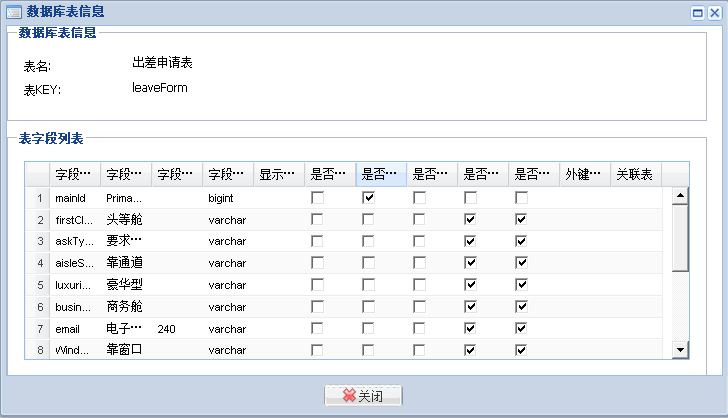 数据库表信息
数据库表信息
表名: 出差申请表
表KEY: leaveForm
表字段列表
字段… 字段… 字段… 字段… 显示… 是否… 是否… 是否… 是否… 是否… 外键… 关联表
1 mainId Prima... bigint
2 firstCl... 头等舱 varchar
3 askTy... 要求… varchar
4 aisleS... 靠通道 varchar
5 luxuri... 豪华型 varchar
6 busin... 商务舱 varchar
7 email 电子… 240 varchar
8 Wind... 靠窗口 varchar
关闭